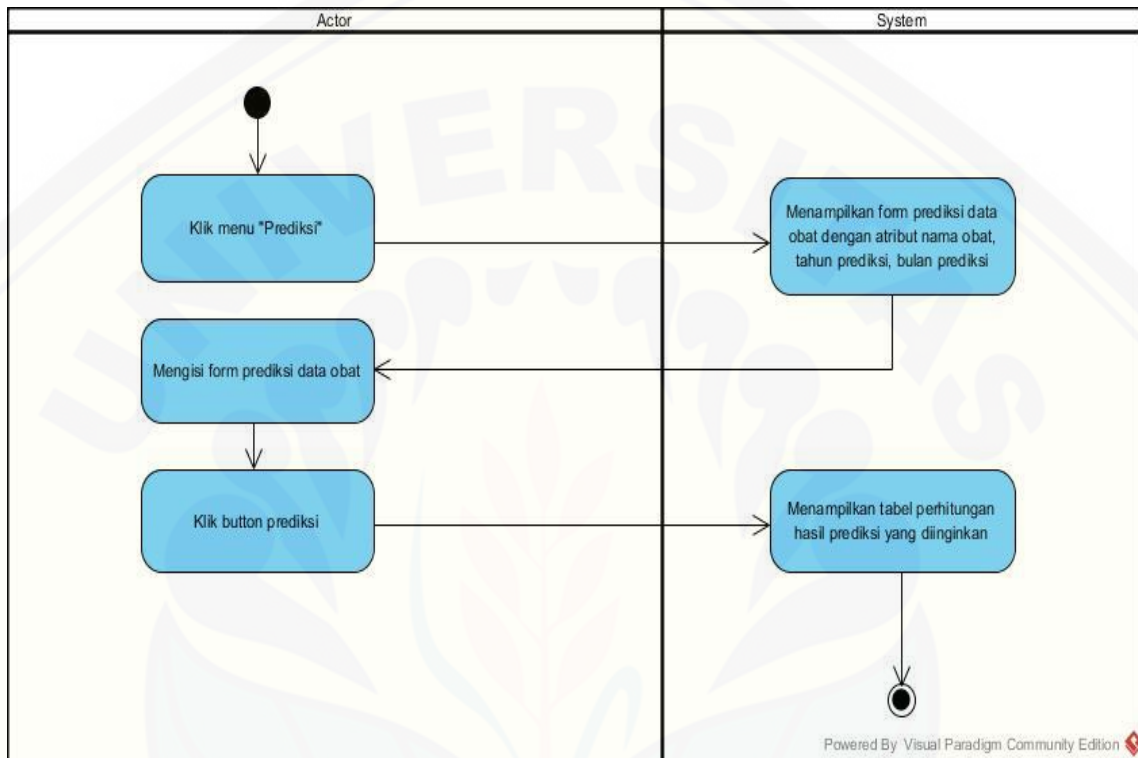 Actor
System
Klik menu "Prediksi"
Menampilkan form prediksi data
obat dengan atribut nama obat,
tahun prediksi, bulan prediksi
Mengisi form prediksi data obat
Klik button prediksi
Menampilkan tabel perhitungan
hasil prediksi yang diinginkan
UNIVERSITAS
Powered By Visual Paradigm Community Edition